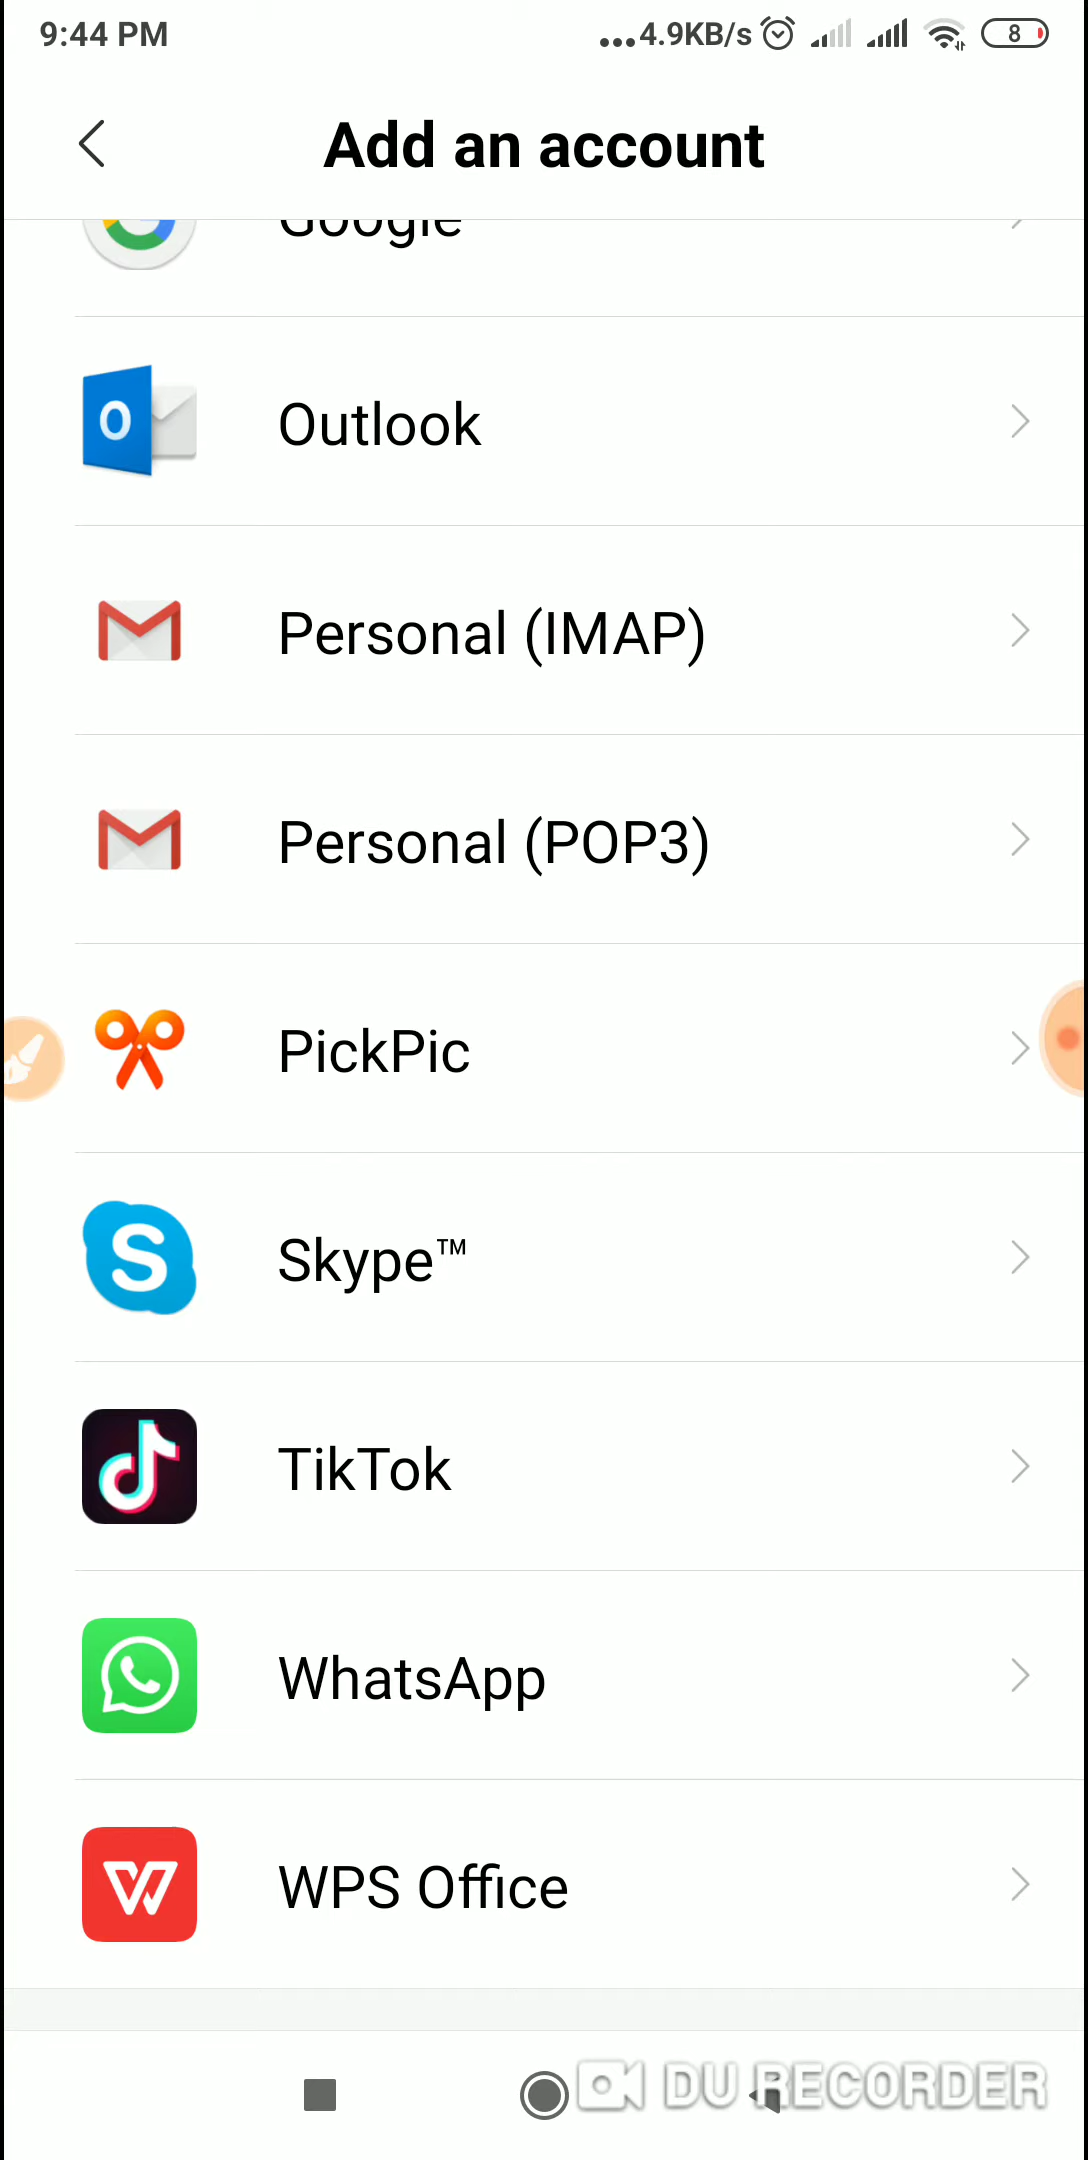 9:44 PM ...4.9KB/s 8
Add an account
Google
Outlook
Personal (IMAP)
Personal (POP3)
PickPic
Skype™
TikTok
WhatsApp
WPS Office
DU RECORDER